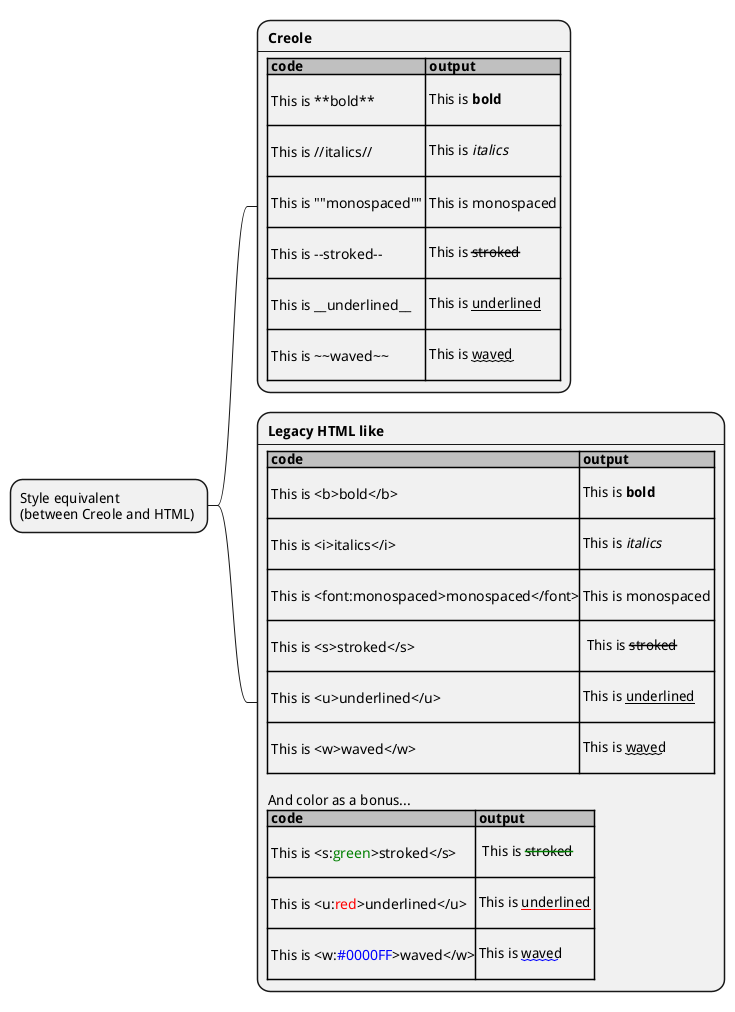 Creole
code output
This is **bold** This is bold
This is //italics// This is italics
This is ""monospaced"" This is monospaced
This is --stroked-- This is stroked
This is __underlined__ This is underlined
This is ~~waved~~ This is waved
Style equivalent
(between Creole and HTML)
Legacy HTML like
code output
This is <b>bold</b> This is bold
This is <i>italics</i> This is italics
This is <font:monospaced>monospaced</font> This is monospaced
This is <s>stroked</s> This is stroked
This is <u>underlined</u> This is underlined
This is <w>waved</w> This is waved
And color as a bonus...
code output
This is <s:green>stroked</s> This is stroked
This is <u:red>underlined</u> This is underlined
This is <w:#0000FF>waved</w> This is waved